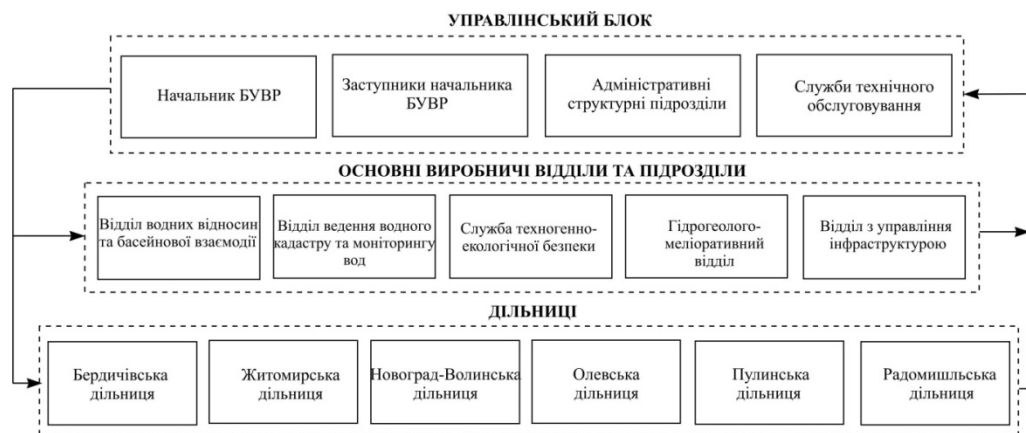 УПРАВЛІНСЬКИЙ БЛОК
Начальник БУВР
Заступники начальника
БУВР
Адміністративні
структурні підрозділи
Служби технічного
обслуговування
ОСНОВНІ ВИРОБНИЧІ ВІДДІЛИ ТА ПІДРОЗДІЛИ
Відділ водних відносин
та басейнової взаємодії
Відділ ведення водного
кадастру та моніторингу
вод
Служба техногенно-
екологічної безпеки
Гідрогеолого-
меліоративний
відділ
Відділ з управління
інфраструктурою
ДІЛЬНИЦІ
Бердичівська
дільниця
Житомирська
дільниця
Новоград-Волинська
дільниця
Олевська
дільниця
Пулинська
дільниця
Радомишльська
дільниця